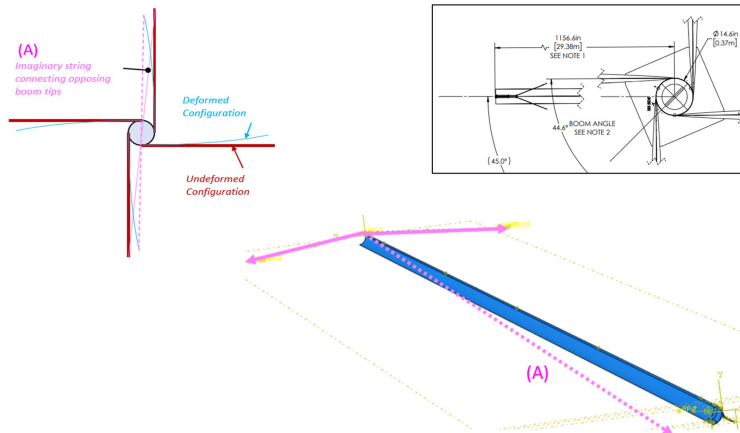 (A)
Imaginary string
connecting opposing
boom tips
Deformed
Configuration
Undeformed
Configuration
1156.6in
[29.38m]
SEE NOTE 1
Ø14.6in
[0.37m]
44.6° BOOM ANGLE
SEE NOTE 2
{45.0°}
(A)